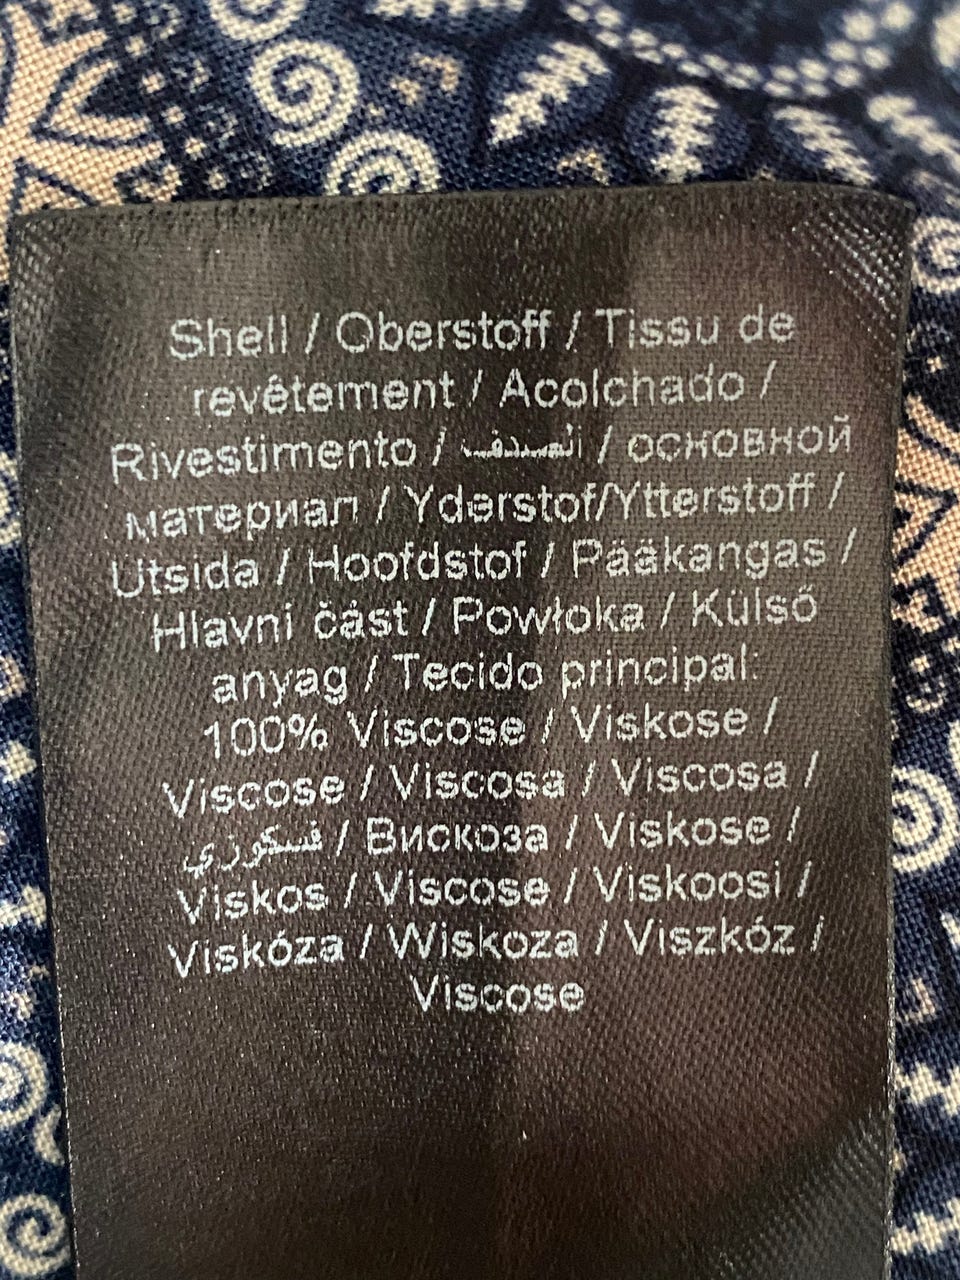 Shell / Oberstoff / Tissu de
revêtement / Acolchado /
Rivestimento / الصدف / основной
материал / Yderstof/Ytterstoff /
Utsida / Hoofdstof / Pääkangas /
Hlavní část / Powłoka / Külső
anyag / Tecido principal:
100% Viscose / Viskose /
Viscose / Viscosa / Viscosa /
فسكوزي / Вискоза / Viskose /
Viskos / Viscose / Viskoosi /
Viskóza / Wiskoza / Viszkóz /
Viscose